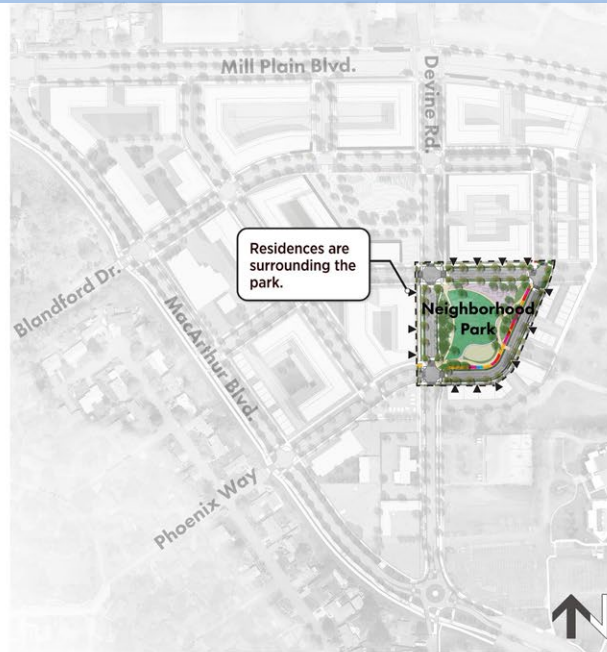 Mill Plain Blvd.
Devine Rd.
Residences are
surrounding the
park.
Blandford Dr.
Neighborhood
Park
MacArthur Blvd.
Phoenix Way
N